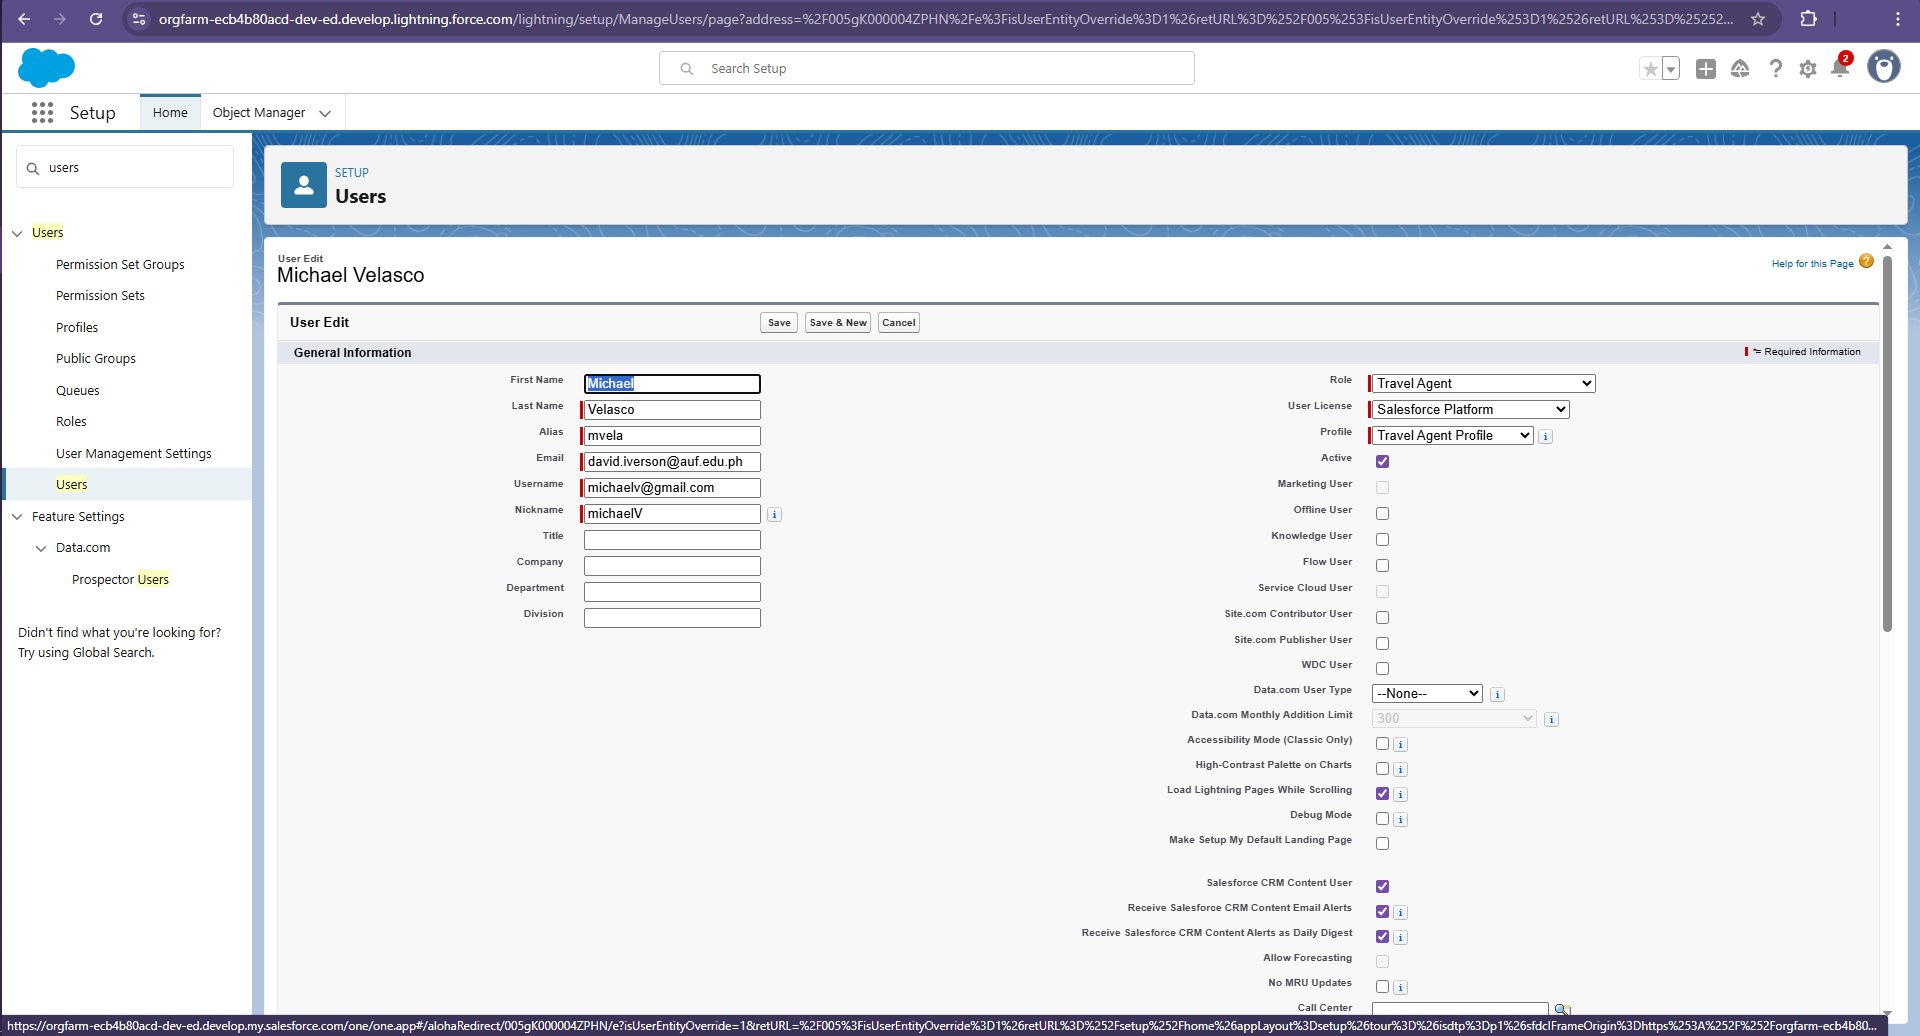 orgfarm-ecb4b80acd-dev-ed.develop.lightning.force.com/lightning/setup/ManageUsers/page?address=%2F005gK000004ZPHN%2Fe%3FisUserEntityOverride%3D1%26retURL%3D%252F005%253FisUserEntityOverride%253D1%2526retURL%253D%25252...
Search Setup
2
Setup
Home
Object Manager
users
SETUP
Users
Users
Permission Set Groups
Permission Sets
Profiles
Public Groups
Queues
Roles
User Management Settings
Users
Feature Settings
Data.com
Prospector Users
Didn't find what you're looking for?
Try using Global Search.
User Edit
Michael Velasco
Help for this Page ?
User Edit
Save
Save & New
Cancel
General Information
* = Required Information
First Name Michael
Last Name Velasco
Alias mvela
Email david.iverson@auf.edu.ph
Username michaelv@gmail.com
Nickname michaelV i
Title
Company
Department
Division
Role Travel Agent
User License Salesforce Platform
Profile Travel Agent Profile i
Active
Marketing User
Offline User
Knowledge User
Flow User
Service Cloud User
Site.com Contributor User
Site.com Publisher User
WDC User
Data.com User Type --None-- i
Data.com Monthly Addition Limit 300 i
Accessibility Mode (Classic Only) i
High-Contrast Palette on Charts i
Load Lightning Pages While Scrolling i
Debug Mode i
Make Setup My Default Landing Page
Salesforce CRM Content User
Receive Salesforce CRM Content Email Alerts i
Receive Salesforce CRM Content Alerts as Daily Digest i
Allow Forecasting
No MRU Updates i
Call Center
https://orgfarm-ecb4b80acd-dev-ed.develop.my.salesforce.com/one/one.app#/alohaRedirect/005gK000004ZPHN/e?isUserEntityOverride=1&retURL=%2F005%3FisUserEntityOverride%3D1%26retURL%3D%252Fsetup%252Fhome%26appLayout%3Dsetup%26tour%3D%26isdtp%3Dp1%26sfdcIFrameOrigin%3Dhttps%253A%252F%252Forgfarm-ecb4b80...